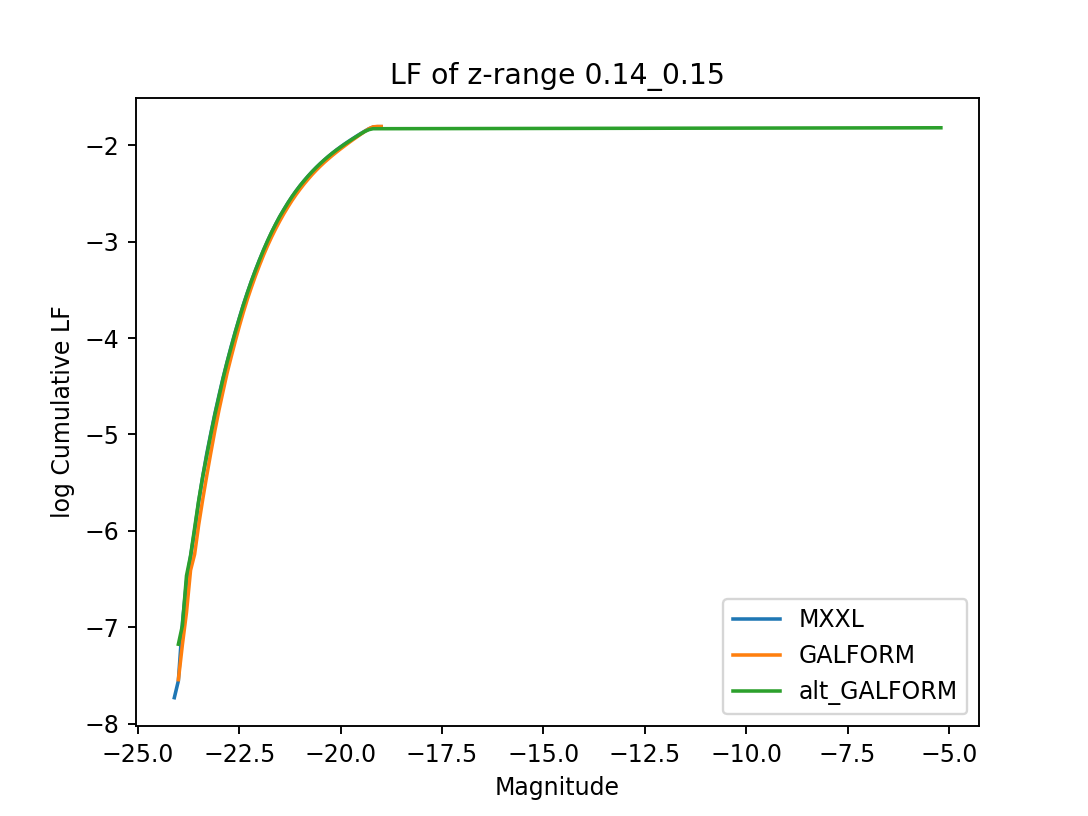 LF of z-range 0.14_0.15
log Cumulative LF
−2
−3
−4
−5
−6
−7
−8
−25.0 −22.5 −20.0 −17.5 −15.0 −12.5 −10.0 −7.5 −5.0
Magnitude
MXXL
GALFORM
alt_GALFORM